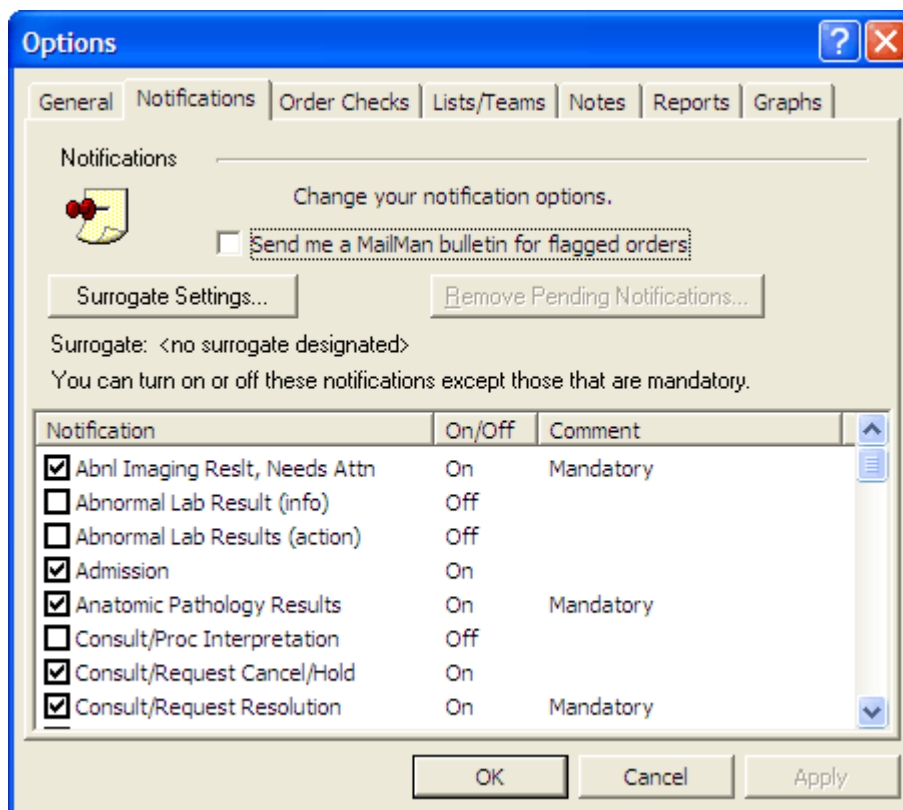 Options
General Notifications Order Checks Lists/Teams Notes Reports Graphs
Notifications
Change your notification options.
Send me a MailMan bulletin for flagged orders
Surrogate Settings... Remove Pending Notifications...
Surrogate: <no surrogate designated>
You can turn on or off these notifications except those that are mandatory.
Notification On/Off Comment
Abnl Imaging Reslt, Needs Attn On Mandatory
Abnormal Lab Result (info) Off
Abnormal Lab Results (action) Off
Admission On
Anatomic Pathology Results On Mandatory
Consult/Proc Interpretation Off
Consult/Request Cancel/Hold On
Consult/Request Resolution On Mandatory
OK Cancel Apply